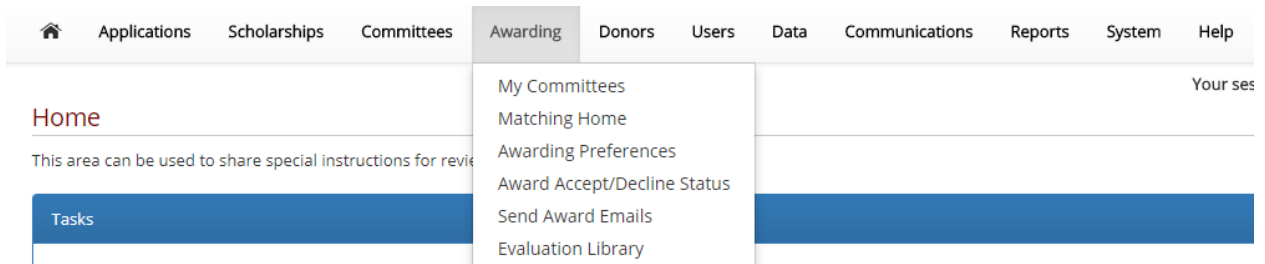 Applications Scholarships Committees Awarding Donors Users Data Communications Reports System Help
Your ses
Home
This area can be used to share special instructions for revie
Tasks
My Committees
Matching Home
Awarding Preferences
Award Accept/Decline Status
Send Award Emails
Evaluation Library